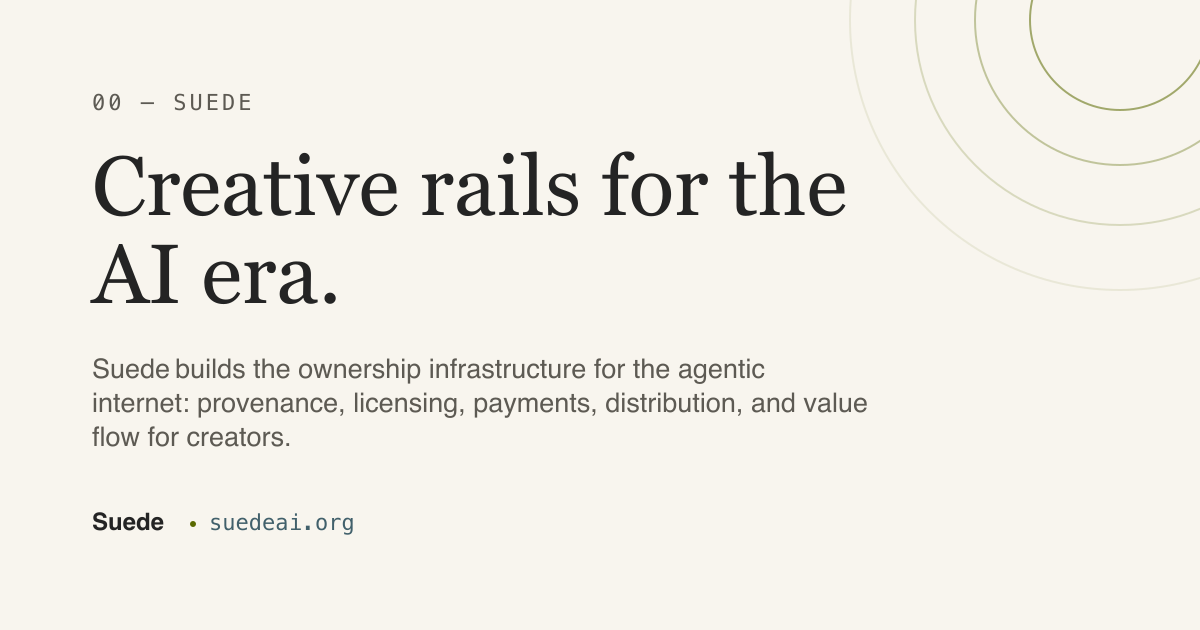 00 — SUEDE
Creative rails for the
AI era.
Suede builds the ownership infrastructure for the agentic
internet: provenance, licensing, payments, distribution, and value
flow for creators.
Suede • suedeai.org